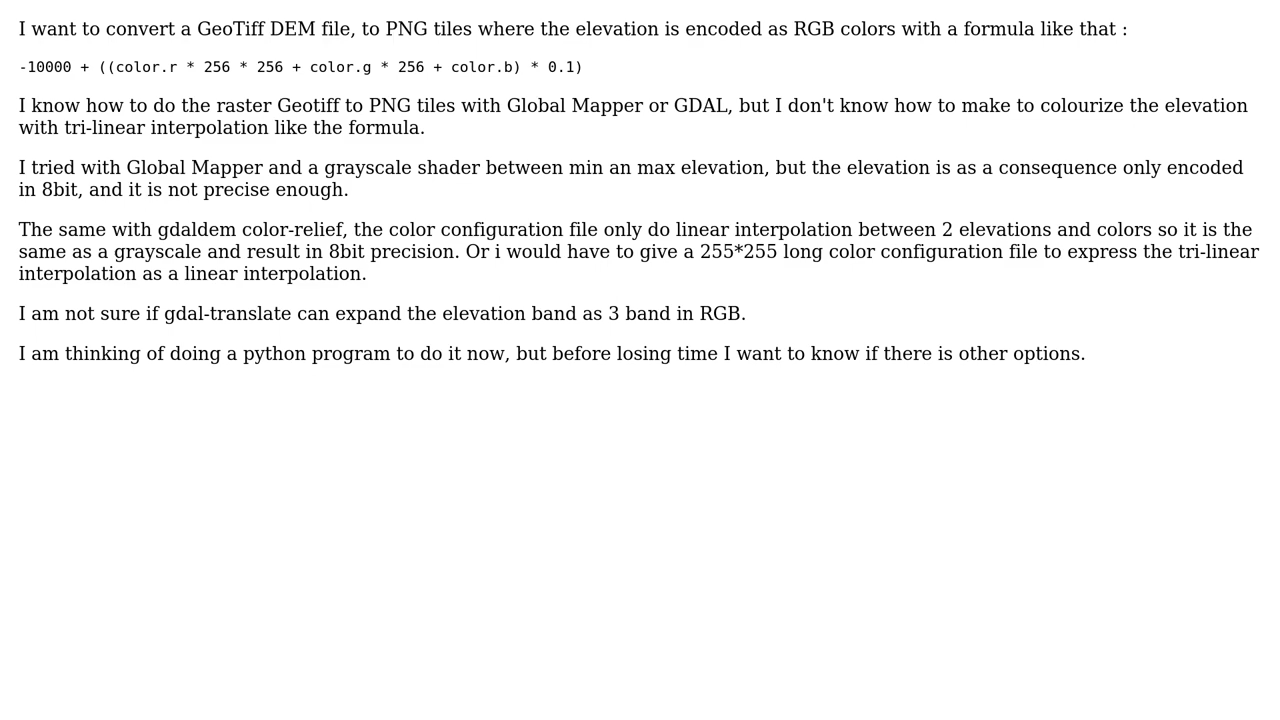 I want to convert a GeoTiff DEM file, to PNG tiles where the elevation is encoded as RGB colors with a formula like that :
-10000 + ((color.r * 256 * 256 + color.g * 256 + color.b) * 0.1)
I know how to do the raster Geotiff to PNG tiles with Global Mapper or GDAL, but I don't know how to make to colourize the elevation
with tri-linear interpolation like the formula.
I tried with Global Mapper and a grayscale shader between min an max elevation, but the elevation is as a consequence only encoded
in 8bit, and it is not precise enough.
The same with gdaldem color-relief, the color configuration file only do linear interpolation between 2 elevations and colors so it is the
same as a grayscale and result in 8bit precision. Or i would have to give a 255*255 long color configuration file to express the tri-linear
interpolation as a linear interpolation.
I am not sure if gdal-translate can expand the elevation band as 3 band in RGB.
I am thinking of doing a python program to do it now, but before losing time I want to know if there is other options.